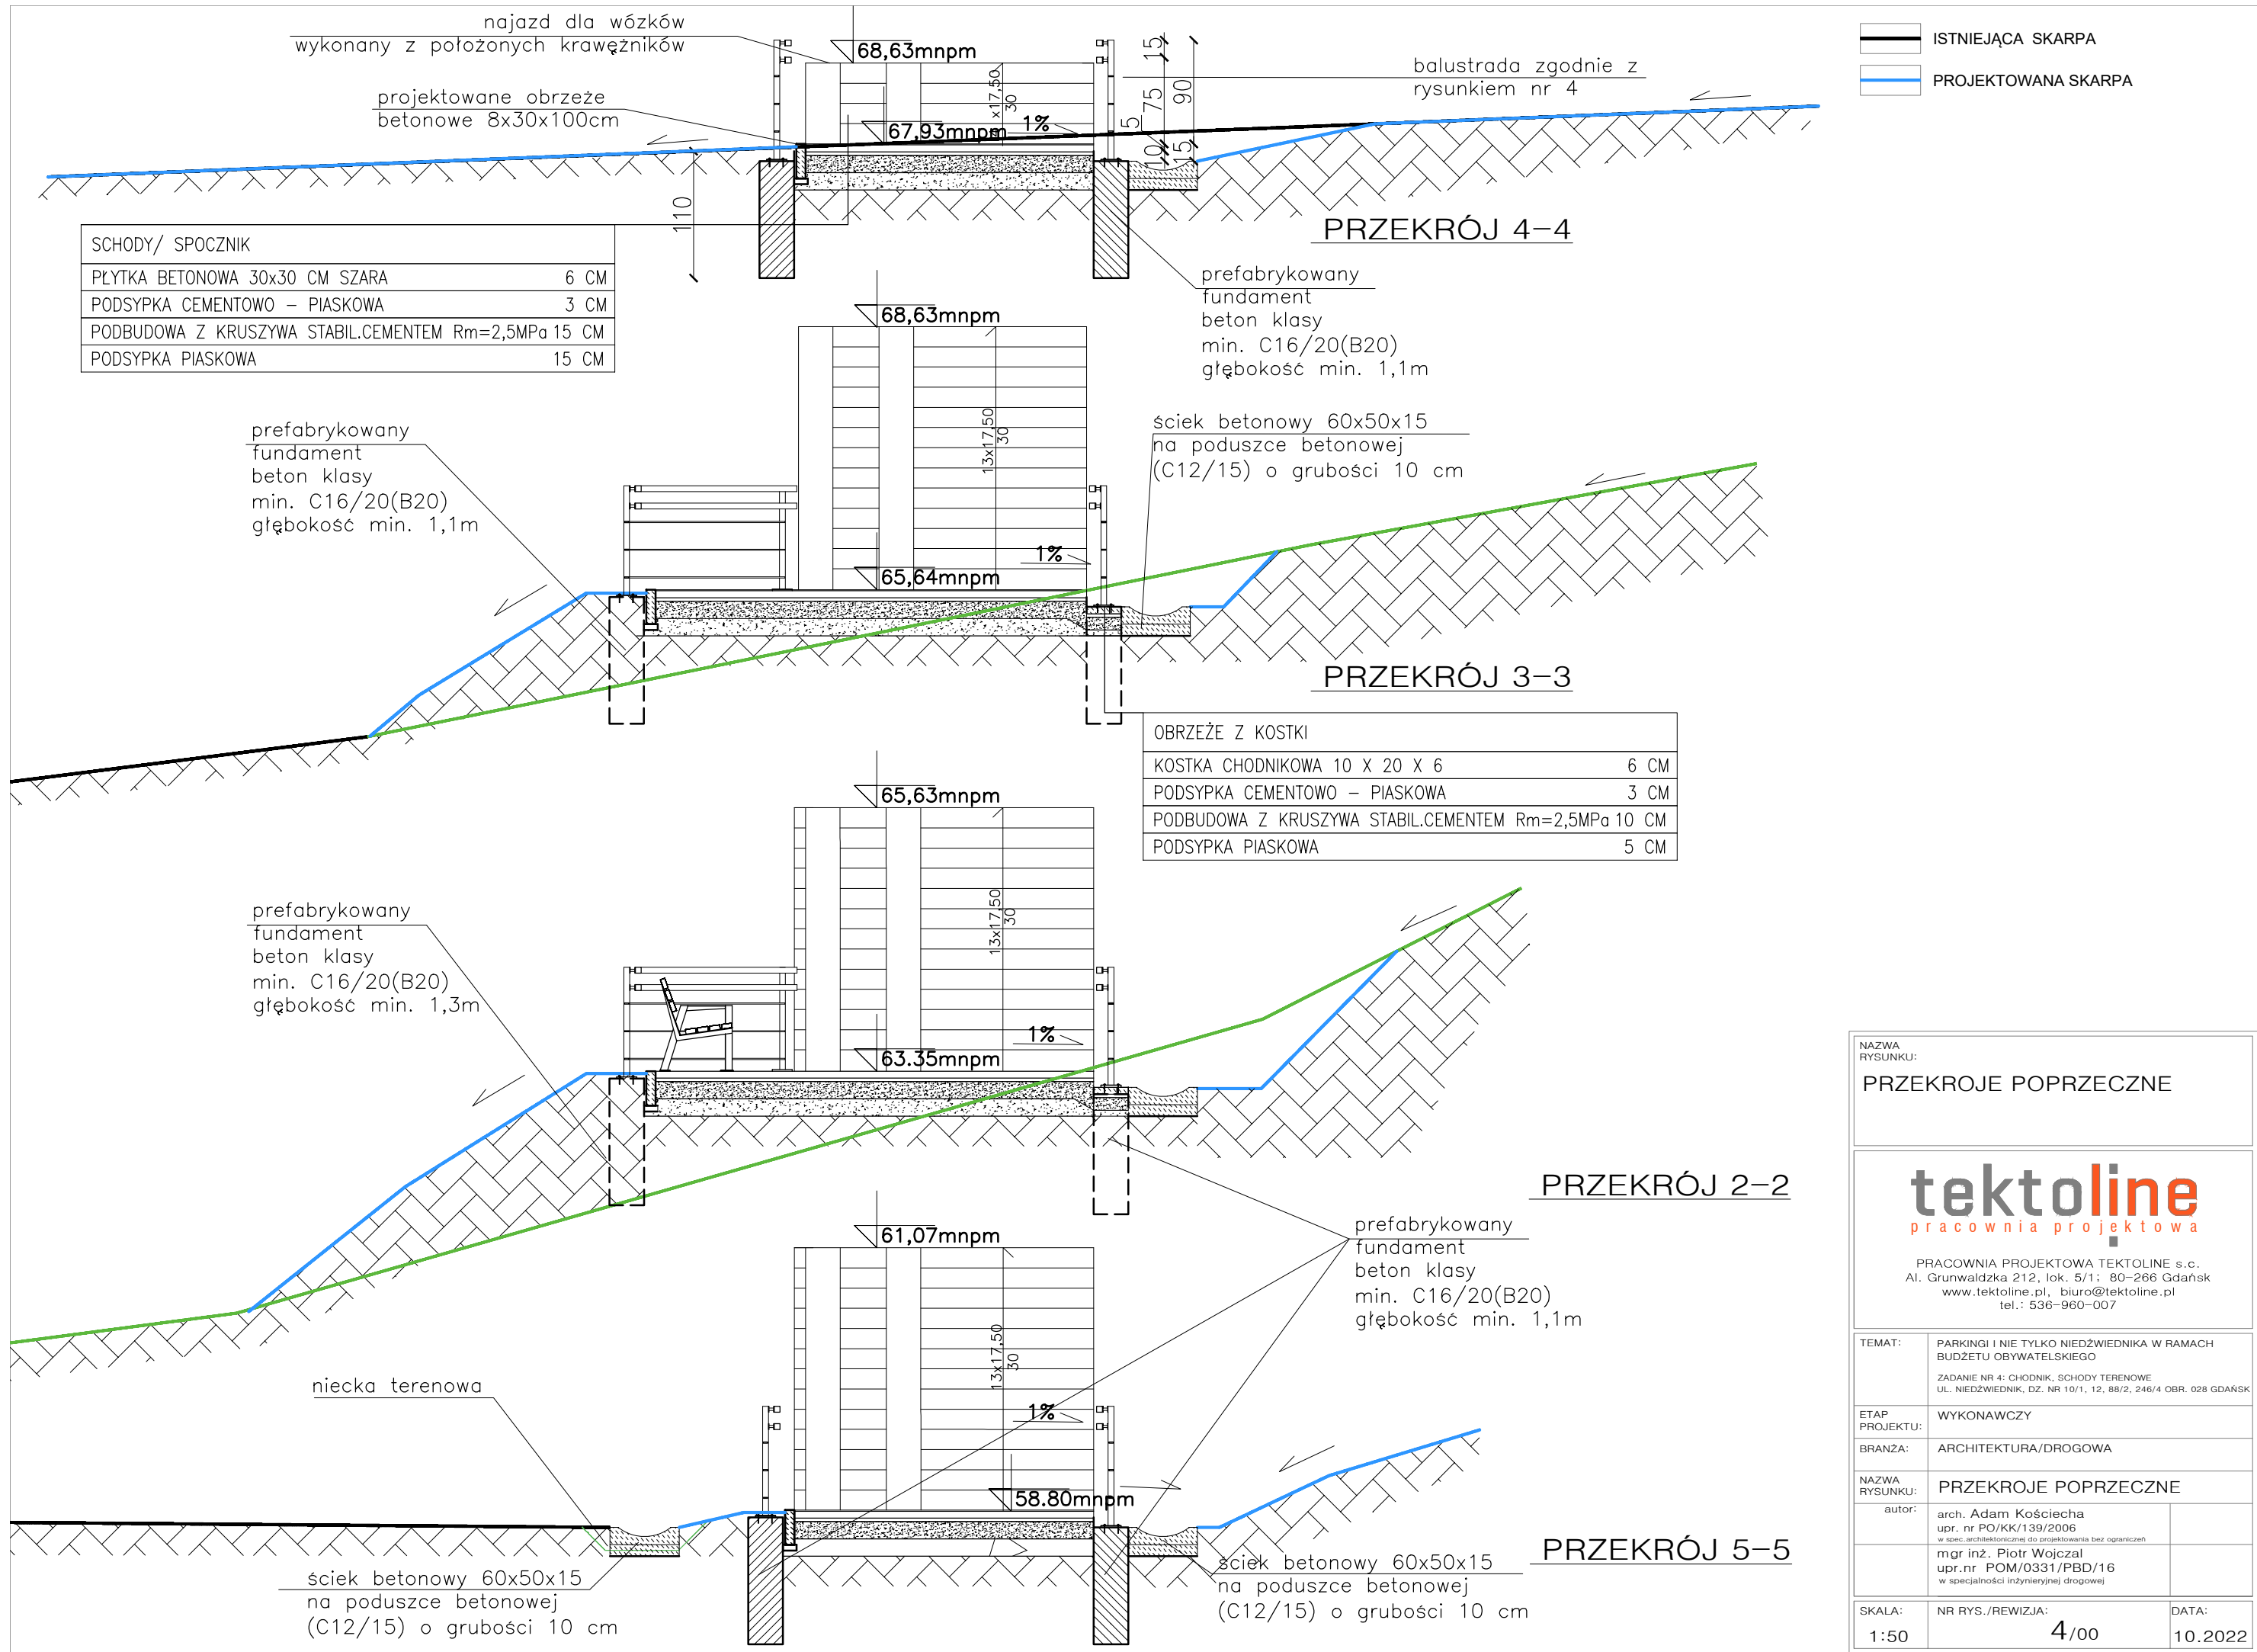 najazd dla wózków
wykonany z położonych krawężników
68,63mnpm
projektowane obrzeże
betonowe 8x30x100cm
67,93mnpm
x17,50
30
1%
15
75
90
5
10
15
110
balustrada zgodnie z
rysunkiem nr 4
ISTNIEJĄCA SKARPA
PROJEKTOWANA SKARPA
PRZEKRÓJ 4-4
SCHODY/ SPOCZNIK
PŁYTKA BETONOWA 30x30 CM SZARA 6 CM
PODSYPKA CEMENTOWO - PIASKOWA 3 CM
PODBUDOWA Z KRUSZYWA STABIL.CEMENTEM Rm=2,5MPa 15 CM
PODSYPKA PIASKOWA 15 CM
prefabrykowany
fundament
beton klasy
min. C16/20(B20)
głębokość min. 1,1m
68,63mnpm
13x17,50
30
prefabrykowany
fundament
beton klasy
min. C16/20(B20)
głębokość min. 1,1m
ściek betonowy 60x50x15
na poduszce betonowej
(C12/15) o grubości 10 cm
1%
65,64mnpm
PRZEKRÓJ 3-3
OBRZEŻE Z KOSTKI
KOSTKA CHODNIKOWA 10 X 20 X 6 6 CM
PODSYPKA CEMENTOWO - PIASKOWA 3 CM
PODBUDOWA Z KRUSZYWA STABIL.CEMENTEM Rm=2,5MPa 10 CM
PODSYPKA PIASKOWA 5 CM
65,63mnpm
13x17,50
30
prefabrykowany
fundament
beton klasy
min. C16/20(B20)
głębokość min. 1,3m
1%
63.35mnpm
PRZEKRÓJ 2-2
prefabrykowany
fundament
beton klasy
min. C16/20(B20)
głębokość min. 1,1m
61,07mnpm
13x17,50
30
niecka terenowa
1%
58.80mnpm
PRZEKRÓJ 5-5
ściek betonowy 60x50x15
na poduszce betonowej
(C12/15) o grubości 10 cm
ściek betonowy 60x50x15
na poduszce betonowej
(C12/15) o grubości 10 cm
NAZWA
RYSUNKU:
PRZEKROJE POPRZECZNE
tektoline
pracownia projektowa
PRACOWNIA PROJEKTOWA TEKTOLINE s.c.
Al. Grunwaldzka 212, lok. 5/1; 80-266 Gdańsk
www.tektoline.pl, biuro@tektoline.pl
tel.: 536-960-007
TEMAT: PARKINGI I NIE TYLKO NIEDŹWIEDNIKA W RAMACH
BUDŻETU OBYWATELSKIEGO
ZADANIE NR 4: CHODNIK, SCHODY TERENOWE
UL. NIEDŹWIEDNIK, DZ. NR 10/1, 12, 88/2, 246/4 OBR. 028 GDAŃSK
ETAP
PROJEKTU: WYKONAWCZY
BRANŻA: ARCHITEKTURA/DROGOWA
NAZWA
RYSUNKU: PRZEKROJE POPRZECZNE
autor: arch. Adam Kościecha
upr. nr PO/KK/139/2006
w spec.architektonicznej do projektowania bez ograniczeń
mgr inż. Piotr Wojczal
upr.nr POM/0331/PBD/16
w specjalności inżynieryjnej drogowej
SKALA: NR RYS./REWIZJA: DATA:
1:50 4/00 10.2022